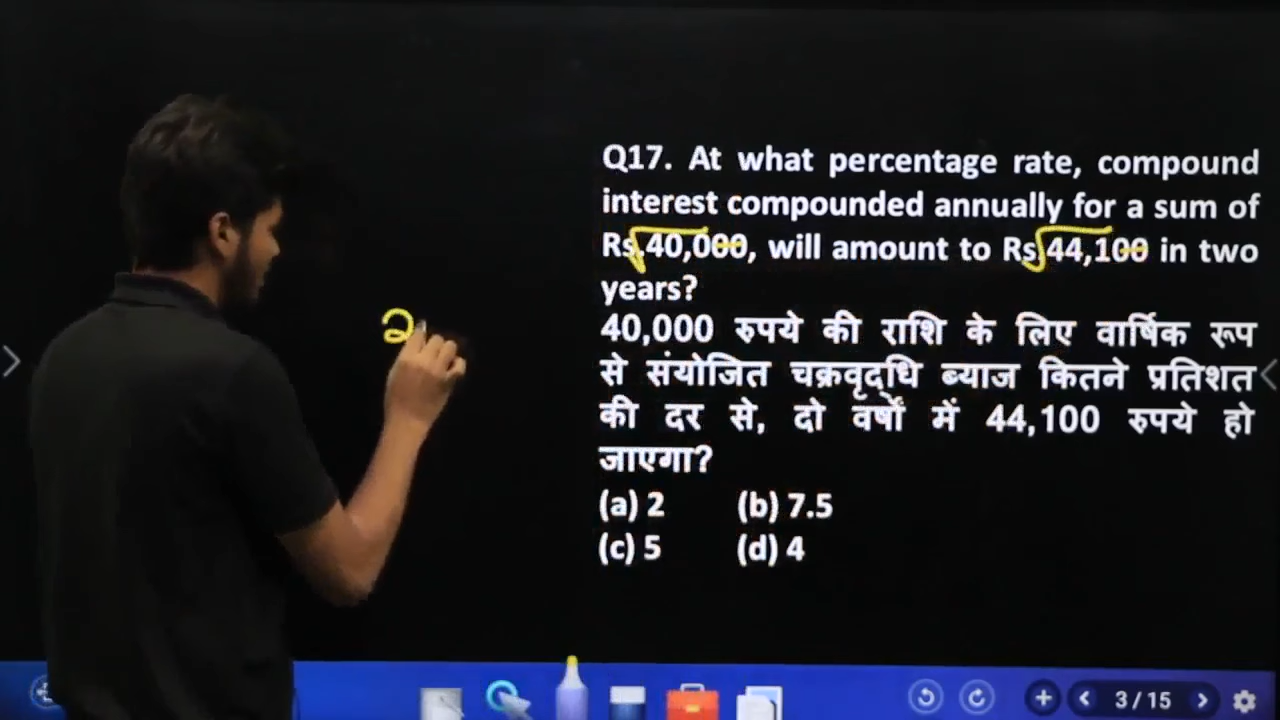 Q17. At what percentage rate, compound
interest compounded annually for a sum of
Rs.40,000, will amount to Rs.44,100 in two
years?
40,000 रुपये की राशि के लिए वार्षिक रूप
से संयोजित चक्रवृद्धि ब्याज कितने प्रतिशत
की दर से, दो वर्षों में 44,100 रुपये हो
जाएगा?
(a) 2 (b) 7.5
(c) 5 (d) 4
2
3 / 15